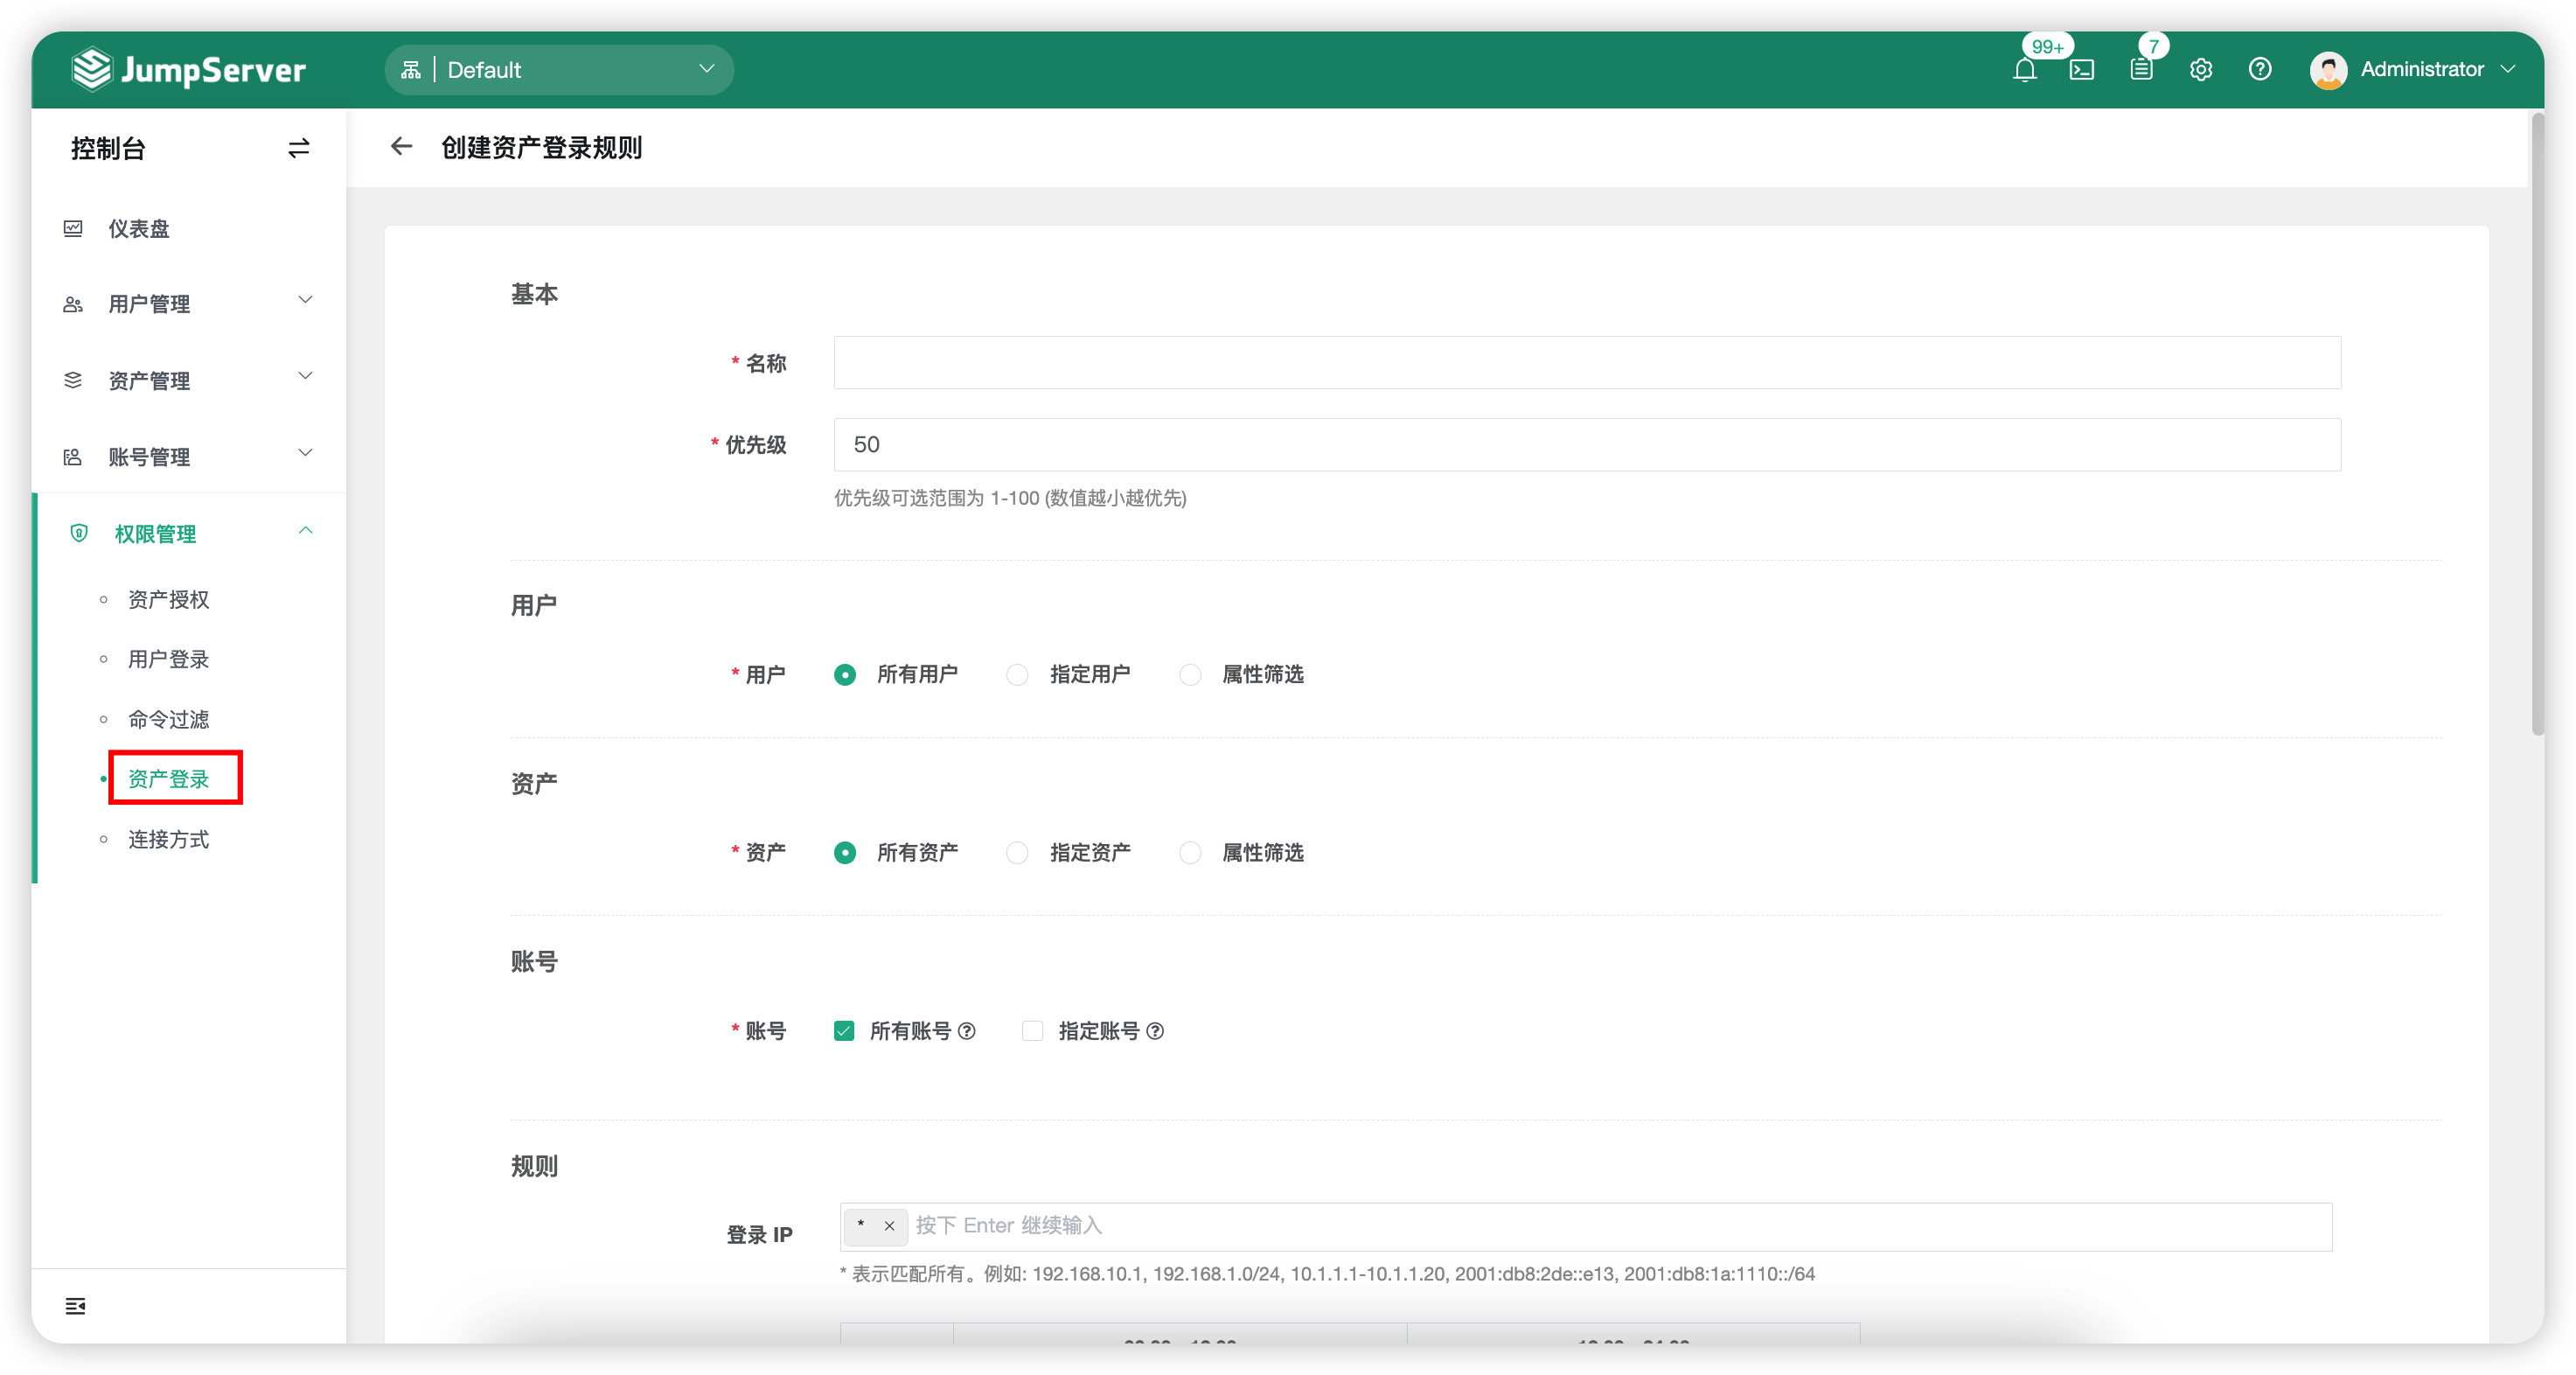 JumpServer
Default
99+
7
Administrator
控制台
创建资产登录规则
仪表盘
用户管理
资产管理
账号管理
权限管理
资产授权
用户登录
命令过滤
资产登录
连接方式
基本
* 名称
* 优先级
50
优先级可选范围为 1-100 (数值越小越优先)
用户
* 用户
所有用户
指定用户
属性筛选
资产
* 资产
所有资产
指定资产
属性筛选
账号
* 账号
所有账号
指定账号
规则
登录 IP
* × 按下 Enter 继续输入
* 表示匹配所有。例如: 192.168.10.1, 192.168.1.0/24, 10.1.1.1-10.1.1.20, 2001:db8:2de::e13, 2001:db8:1a:1110::/64